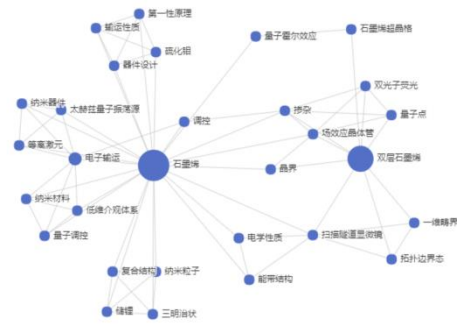 第一性原理
输运性质
硫化钼
器件设计
量子霍尔效应
石墨烯超晶格
双光子荧光
纳米器件
太赫兹量子振荡源
调控
掺杂
量子点
场效应晶体管
等离激元
电子输运
石墨烯
晶界
双层石墨烯
纳米材料
低维介观体系
量子调控
电学性质
扫描隧道显微镜
一维畴界
拓扑边界态
复合结构
纳米粒子
能带结构
储锂
三明治状